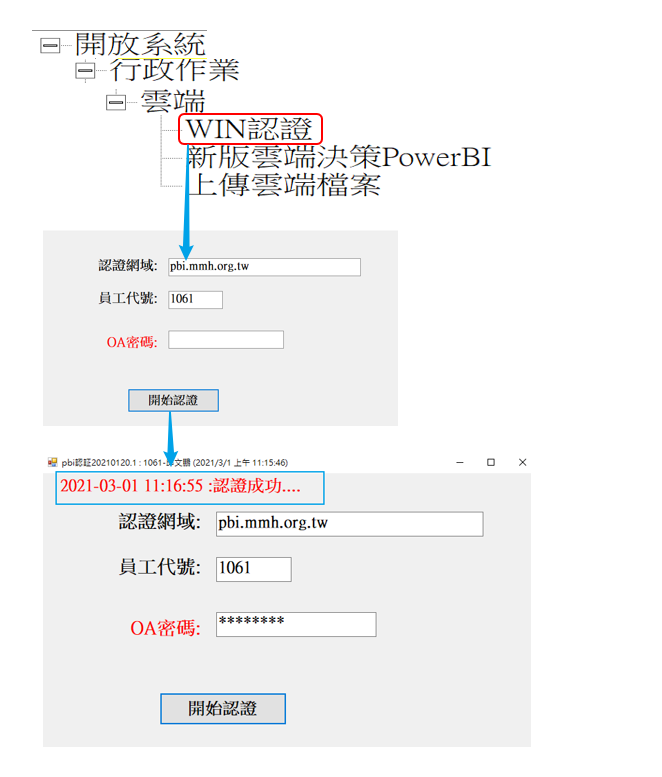 開放系統
行政作業
雲端
WIN認證
新版雲端決策PowerBI
上傳雲端檔案
認證網域: pbi.mmh.org.tw
員工代號: 1061
OA密碼:
開始認證
pbi認証20210120.1 : 1061-文鵬 (2021/3/1 上午 11:15:46)
2021-03-01 11:16:55 :認證成功....
認證網域: pbi.mmh.org.tw
員工代號: 1061
OA密碼: ********
開始認證